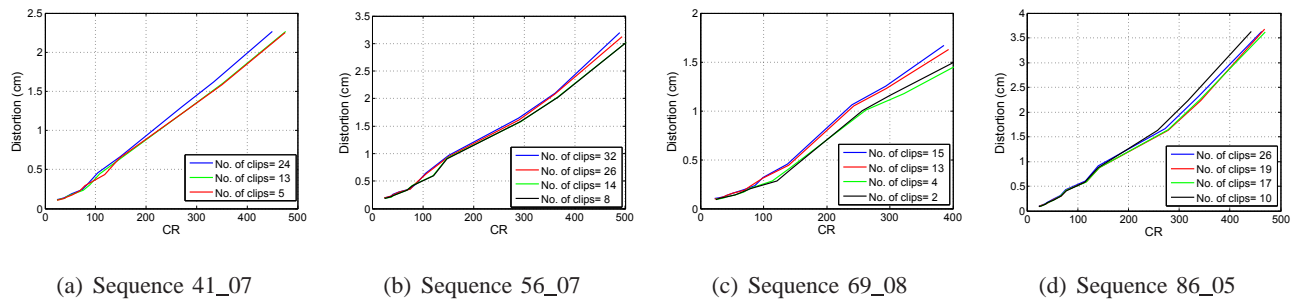 2.5
2
1.5
1
0.5
0
Distortion (cm)
0 100 200 300 400 500
CR
No. of clips= 24
No. of clips= 13
No. of clips= 5
(a) Sequence 41_07
3.5
3
2.5
2
1.5
1
0.5
0
Distortion (cm)
0 100 200 300 400 500
CR
No. of clips= 32
No. of clips= 26
No. of clips= 14
No. of clips= 8
(b) Sequence 56_07
2
1.5
1
0.5
0
Distortion (cm)
0 100 200 300 400
CR
No. of clips= 15
No. of clips= 13
No. of clips= 4
No. of clips= 2
(c) Sequence 69_08
4
3.5
3
2.5
2
1.5
1
0.5
0
Distortion (cm)
0 100 200 300 400 500
CR
No. of clips= 26
No. of clips= 19
No. of clips= 17
No. of clips= 10
(d) Sequence 86_05